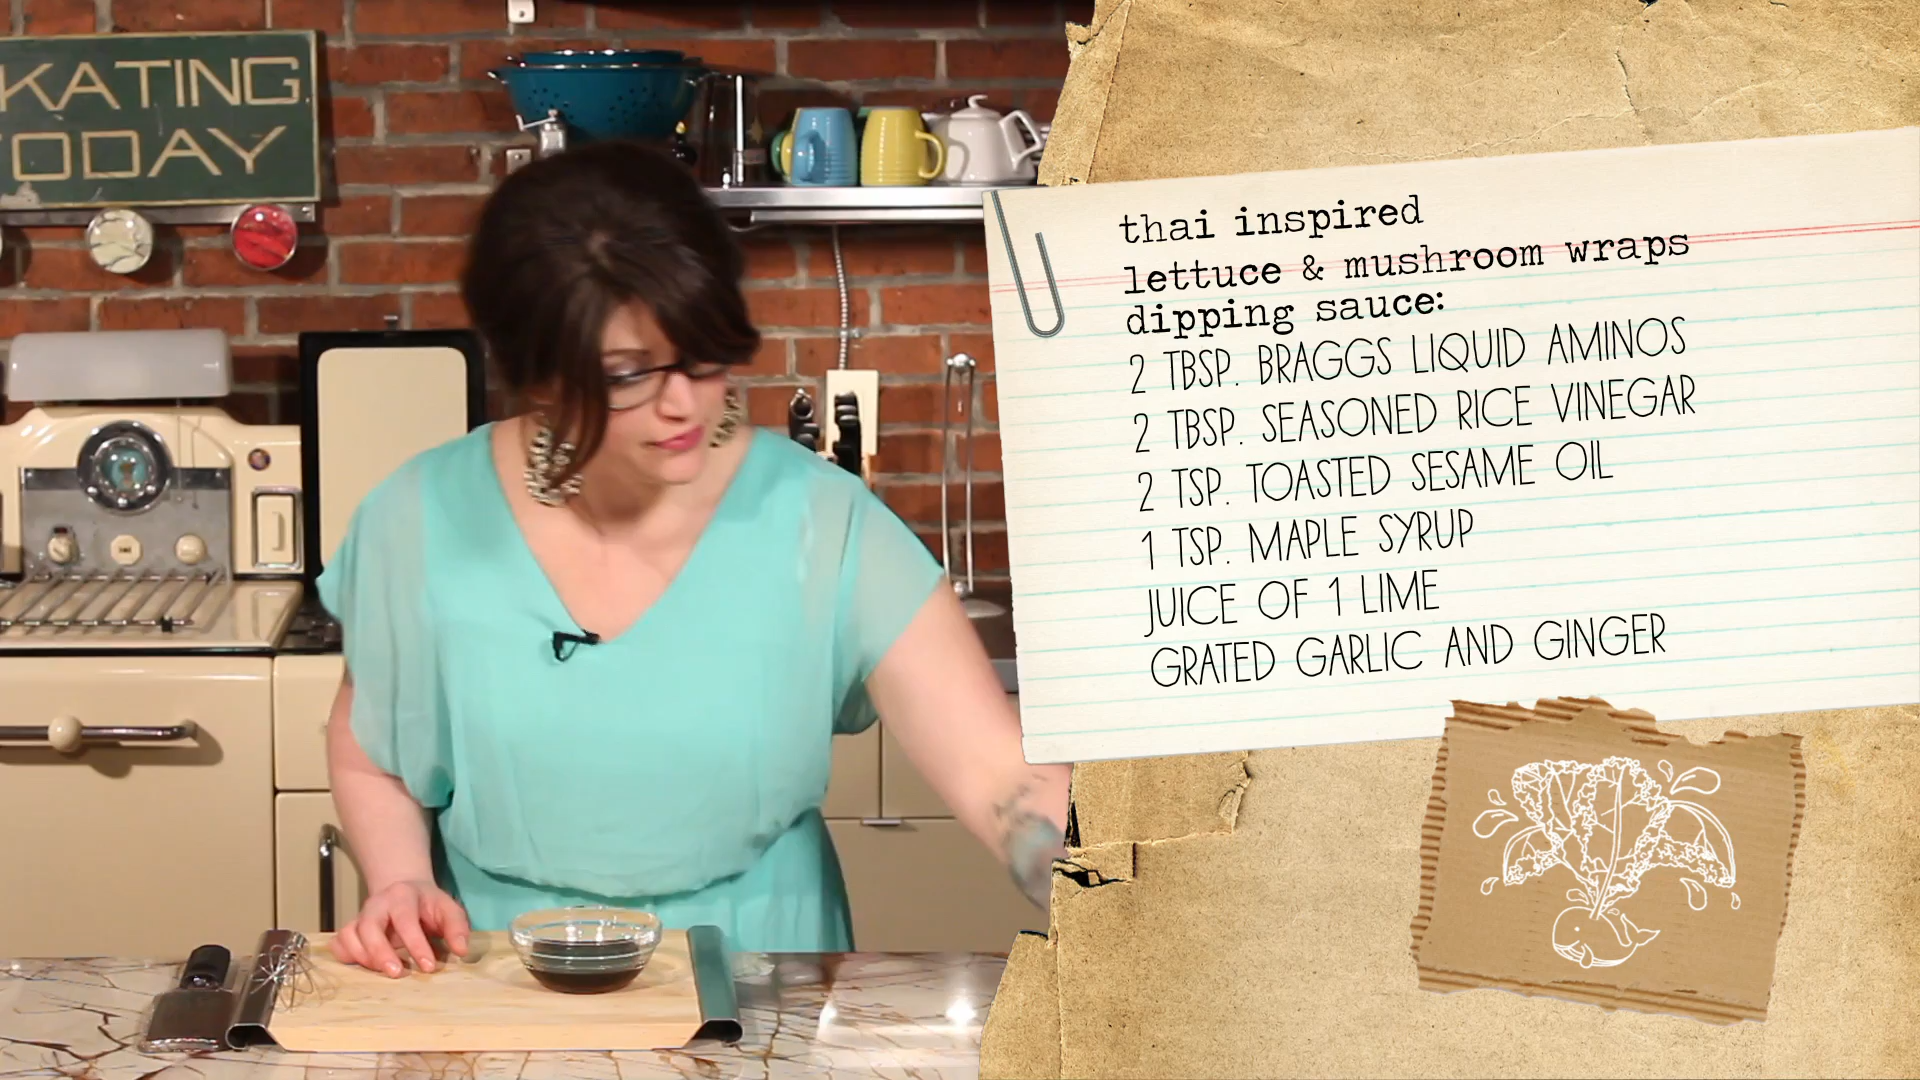 KATING
TODAY
thai inspired
lettuce & mushroom wraps
dipping sauce:
2 TBSP. BRAGGS LIQUID AMINOS
2 TBSP. SEASONED RICE VINEGAR
2 TSP. TOASTED SESAME OIL
1 TSP. MAPLE SYRUP
JUICE OF 1 LIME
GRATED GARLIC AND GINGER